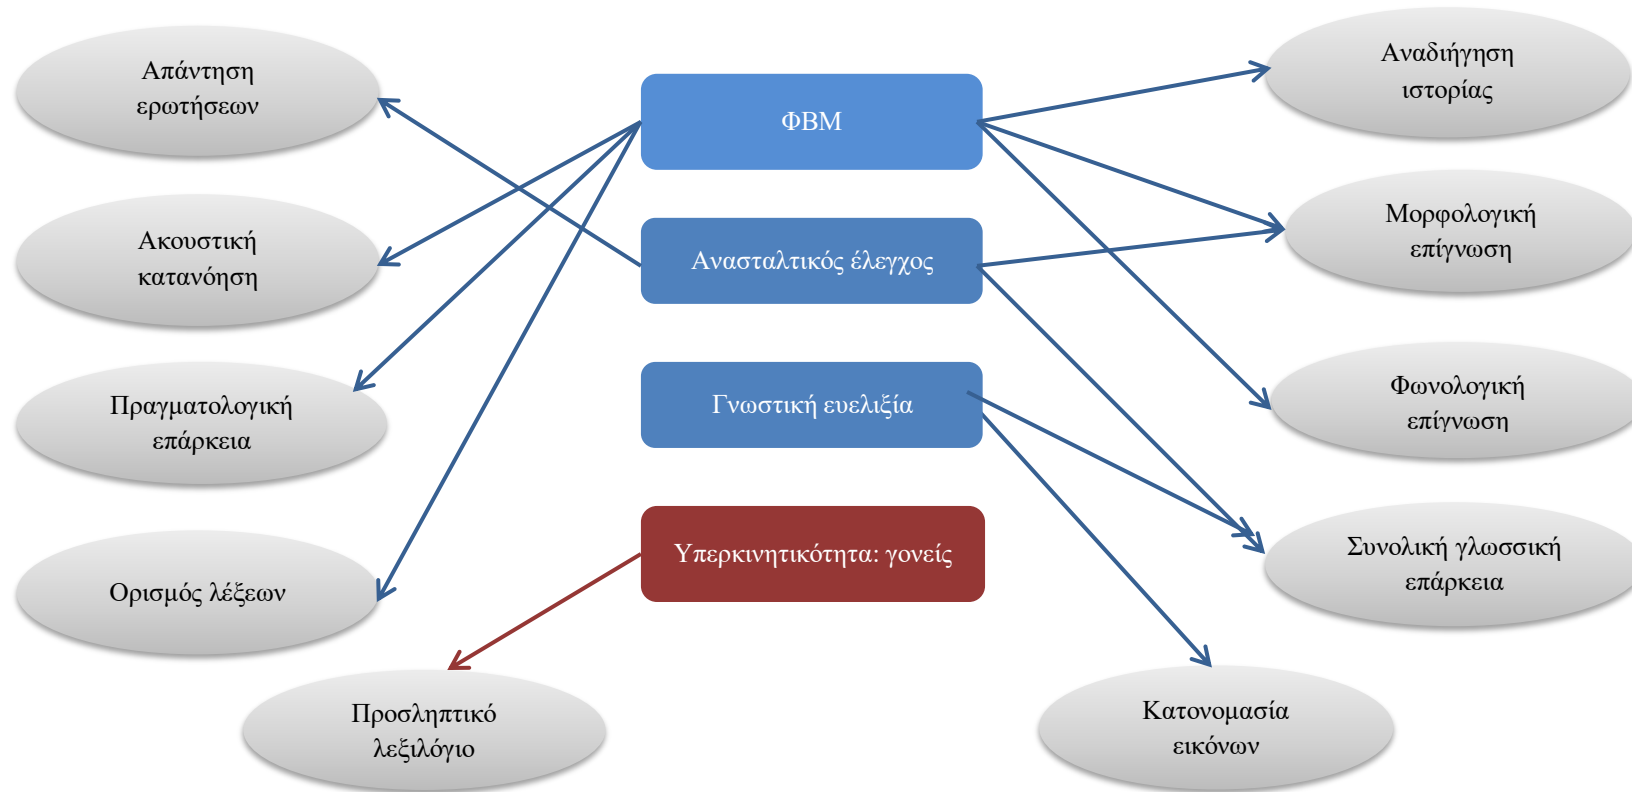 Απάντηση
ερωτήσεων
Ακουστική
κατανόηση
Πραγματολογική
επάρκεια
Ορισμός λέξεων
Προσληπτικό
λεξιλόγιο
ΦΒΜ
Ανασταλτικός έλεγχος
Γνωστική ευελιξία
Υπερκινητικότητα: γονείς
Αναδιήγηση
ιστορίας
Μορφολογική
επίγνωση
Φωνολογική
επίγνωση
Συνολική γλωσσική
επάρκεια
Κατονομασία
εικόνων